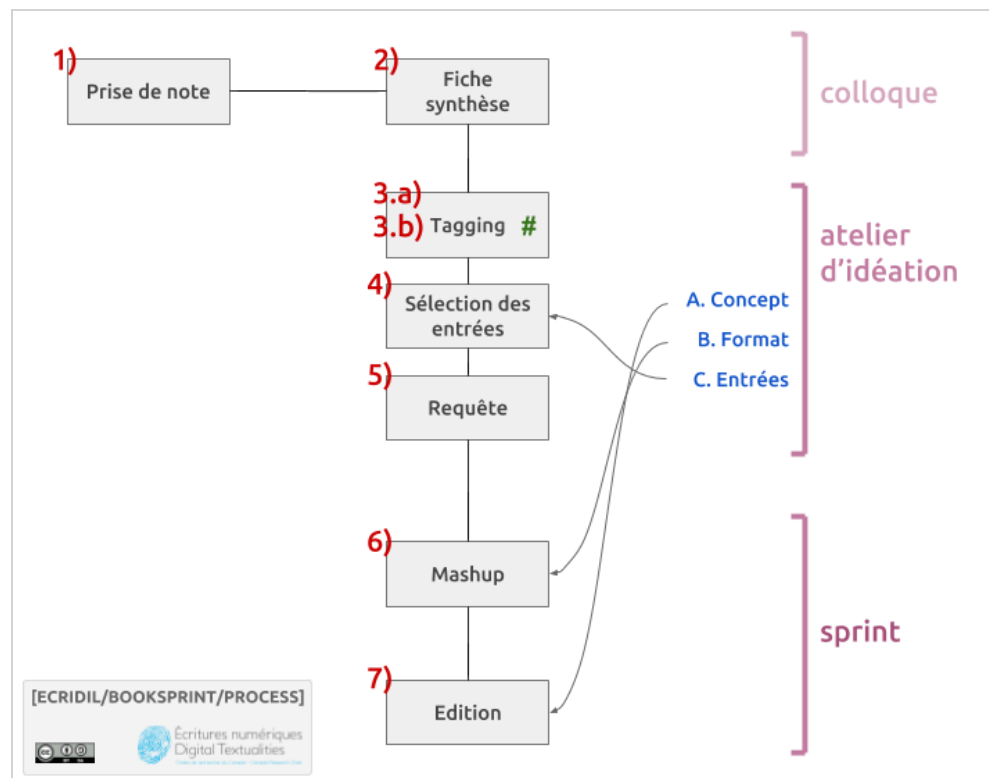 1)
Prise de note
2)
Fiche
synthèse
colloque
3.a)
3.b)
Tagging #
4)
Sélection des
entrées
5)
Requête
atelier
d'idéation
A. Concept
B. Format
C. Entrées
6)
Mashup
7)
Edition
sprint
[ECRIDIL/BOOKSPRINT/PROCESS]
Écritures numériques
Digital Textualities